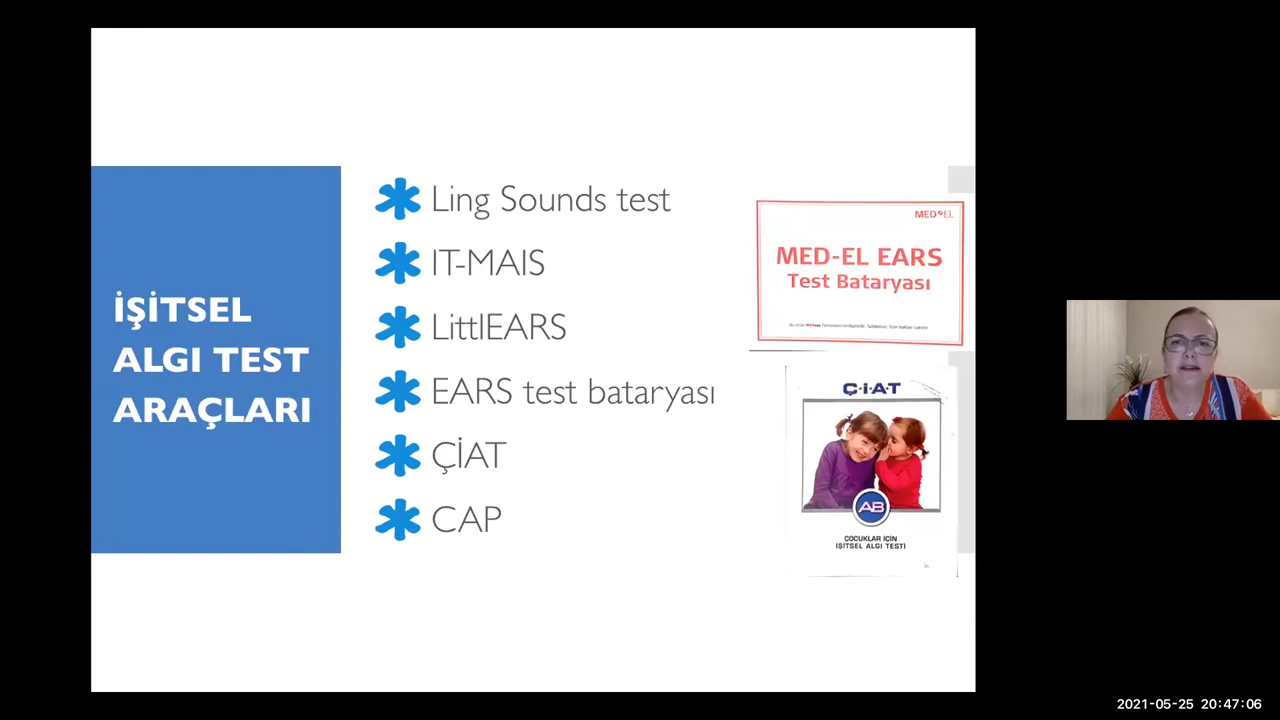 İŞİTSEL
ALGI TEST
ARAÇLARI
Ling Sounds test
IT-MAIS
LittlEARS
EARS test bataryası
ÇİAT
CAP
MED EL
MED-EL EARS
Test Bataryası
Ç·İ·A·T
AB
ÇOCUKLAR İÇİN
İŞİTSEL ALGI TESTİ
2021-05-25 20:47:06